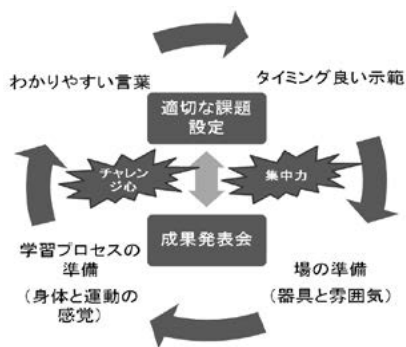 わかりやすい言葉
タイミング良い示範
適切な課題
設定
チャレン
ジ心
集中力
成果発表会
学習プロセスの
準備
（身体と運動の
感覚）
場の準備
（器具と雰囲気）